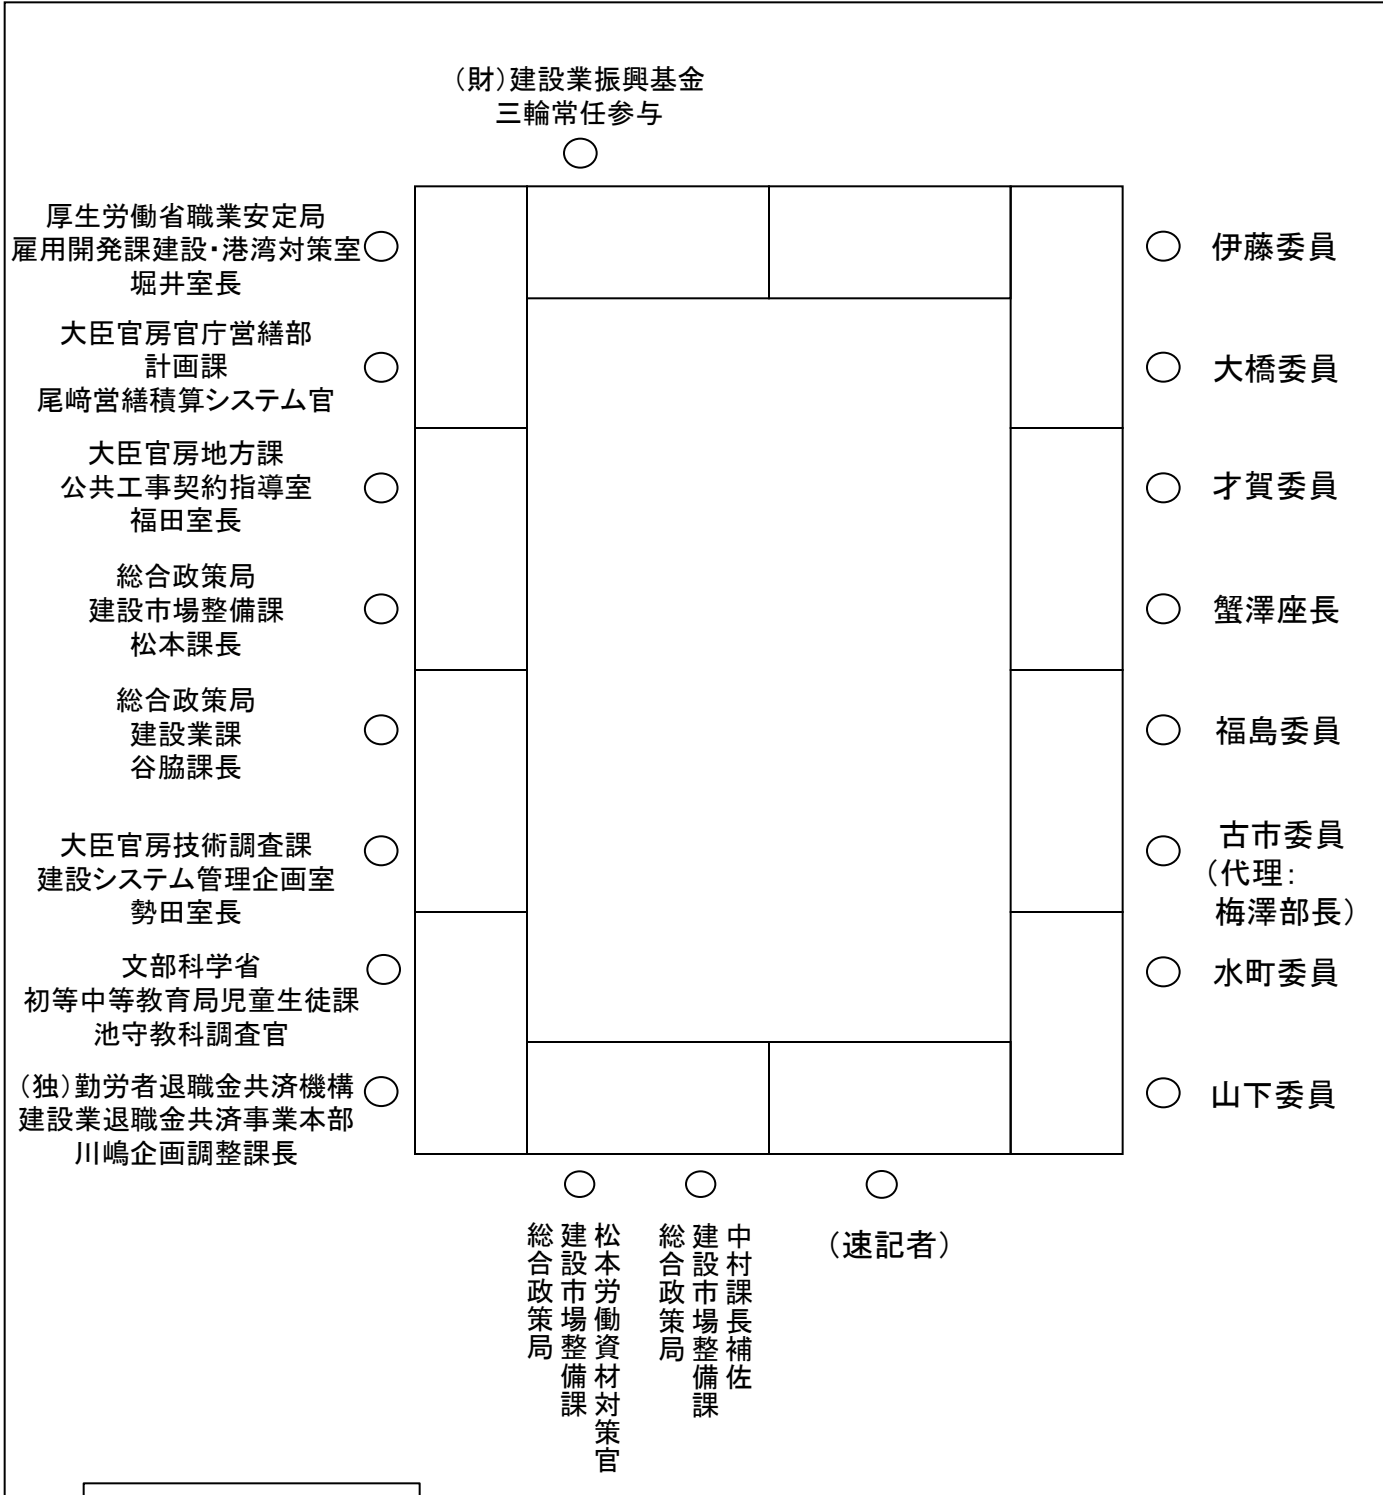 （財）建設業振興基金
三輪常任参与
厚生労働省職業安定局
雇用開発課建設・港湾対策室
堀井室長
大臣官房官庁営繕部
計画課
尾﨑営繕積算システム官
大臣官房地方課
公共工事契約指導室
福田室長
総合政策局
建設市場整備課
松本課長
総合政策局
建設業課
谷脇課長
大臣官房技術調査課
建設システム管理企画室
勢田室長
文部科学省
初等中等教育局児童生徒課
池守教科調査官
（独）勤労者退職金共済機構
建設業退職金共済事業本部
川嶋企画調整課長
伊藤委員
大橋委員
才賀委員
蟹澤座長
福島委員
古市委員
（代理：
梅澤部長）
水町委員
山下委員
総合政策局
建設市場整備課
松本労働資材対策官
総合政策局
建設市場整備課
中村課長補佐
（速記者）